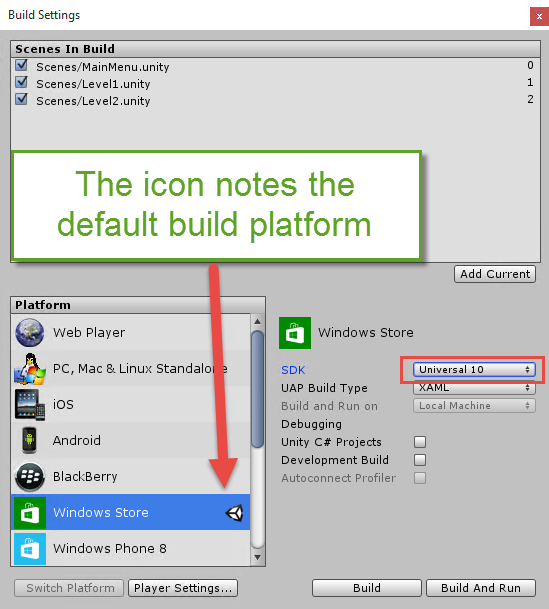 Build Settings
x
Scenes In Build
Scenes/MainMenu.unity 0
Scenes/Level1.unity 1
Scenes/Level2.unity 2
The icon notes the
default build platform
Add Current
Platform
Web Player
PC, Mac & Linux Standalone
iOS
Android
BlackBerry
Windows Store
Windows Phone 8
Windows Store
SDK Universal 10
UAP Build Type XAML
Build and Run on Local Machine
Debugging
Unity C# Projects
Development Build
Autoconnect Profiler
Switch Platform Player Settings... Build Build And Run